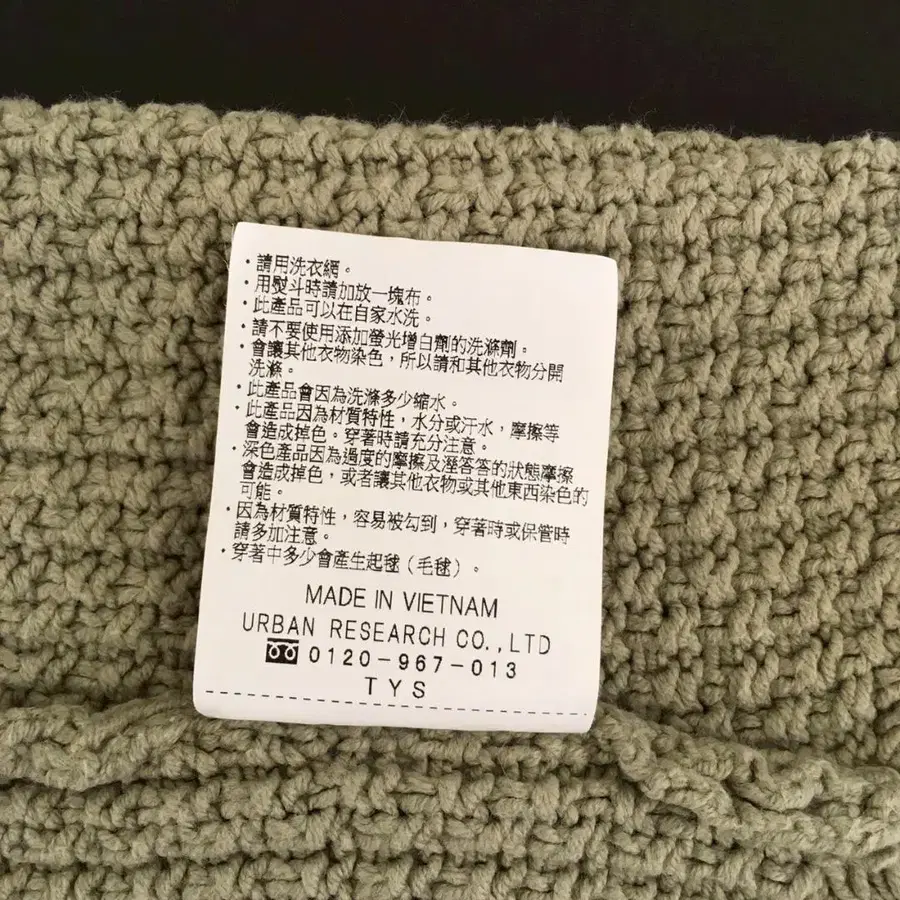 ・請用洗衣網。
・用熨斗時請加放一塊布。
・此產品可以在自家水洗。
・請不要使用添加螢光增白劑的洗滌劑。
・會讓其他衣物染色，所以請和其他衣物分開
洗滌。
・此產品會因為洗滌多少縮水。
・此產品因為材質特性，水分或汗水，摩擦等
會造成掉色。穿著時請充分注意。
・深色產品因為過度的摩擦及溼答答的狀態摩擦
會造成掉色，或者讓其他衣物或其他東西染色的
可能。
・因為材質特性，容易被勾到，穿著時或保管時
請多加注意。
・穿著中多少會產生起毬（毛毬）。
MADE IN VIETNAM
URBAN RESEARCH CO.,LTD
0120-967-013
TYS